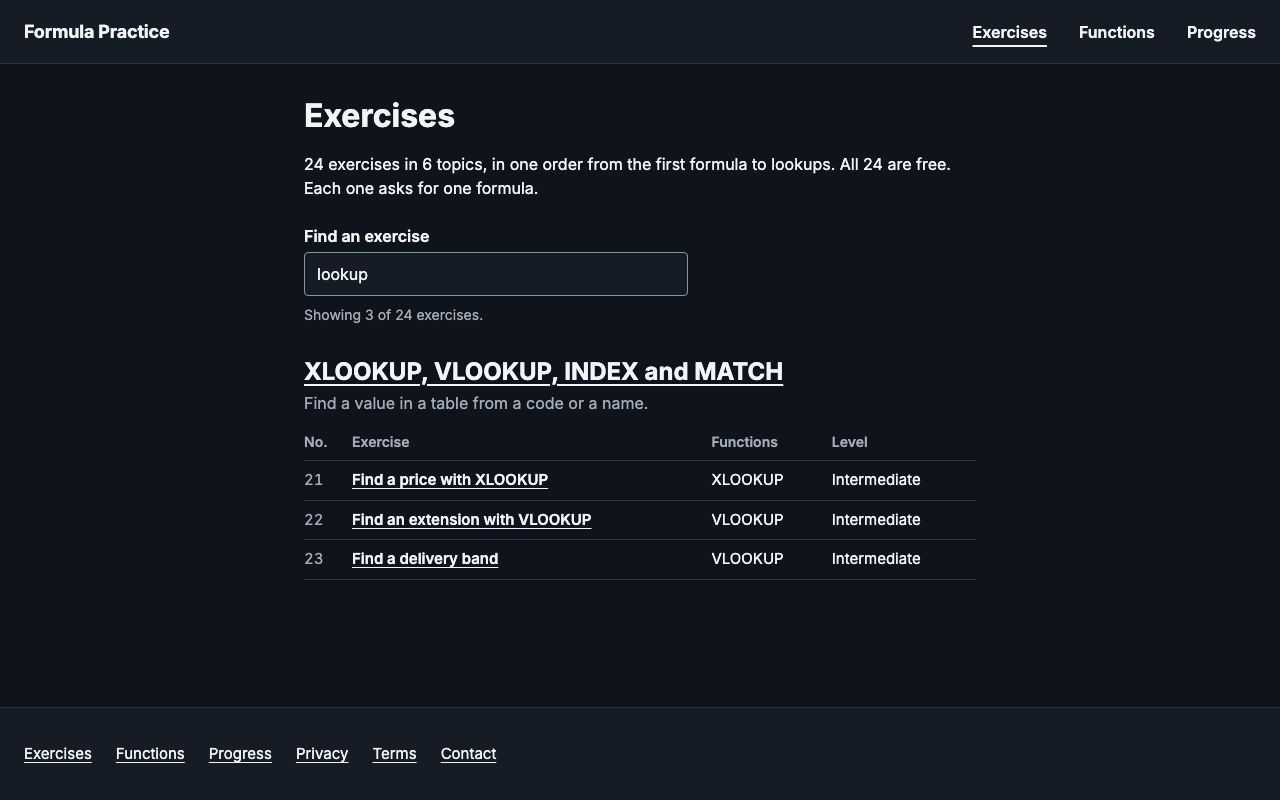 Formula Practice
Exercises
Functions
Progress
Exercises
24 exercises in 6 topics, in one order from the first formula to lookups. All 24 are free.
Each one asks for one formula.
Find an exercise
lookup
Showing 3 of 24 exercises.
XLOOKUP, VLOOKUP, INDEX and MATCH
Find a value in a table from a code or a name.
No. Exercise Functions Level
21 Find a price with XLOOKUP XLOOKUP Intermediate
22 Find an extension with VLOOKUP VLOOKUP Intermediate
23 Find a delivery band VLOOKUP Intermediate
Exercises Functions Progress Privacy Terms Contact